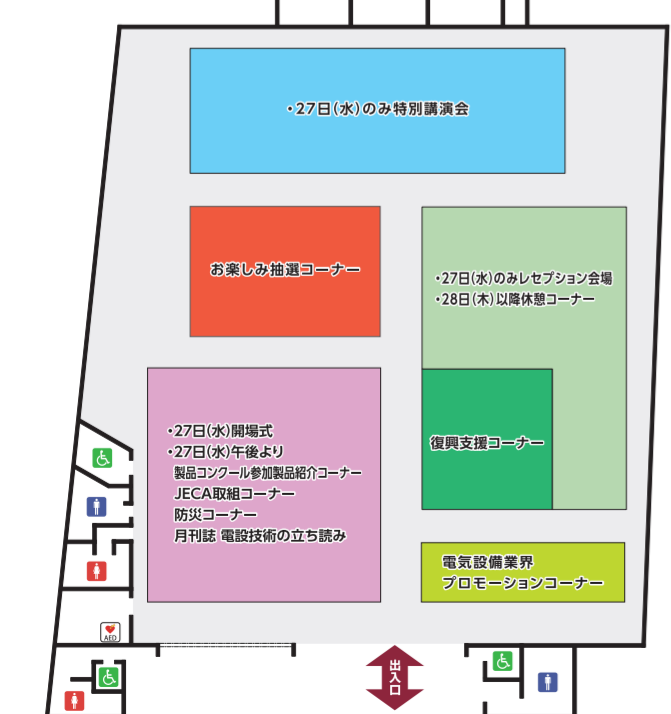 ・27日(水)のみ特別講演会
お楽しみ抽選コーナー
・27日(水)のみレセプション会場
・28日(木)以降休憩コーナー
・27日(水)開場式
・27日(水)午後より
製品コンクール参加製品紹介コーナー
JECA取組コーナー
防災コーナー
月刊誌 電設技術の立ち読み
復興支援コーナー
電気設備業界
プロモーションコーナー
AED
出入口